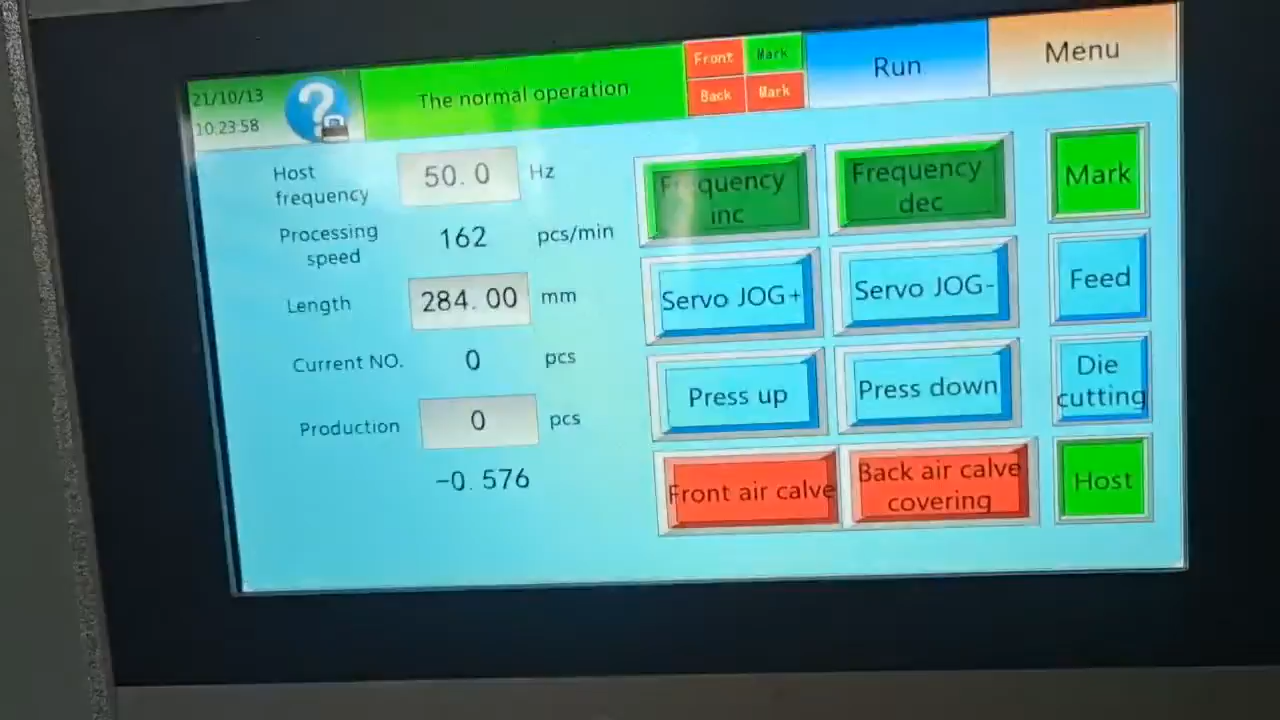 21/10/13
10:23:58
The normal operation
Front
Mark
Back
Mark
Run
Menu
Host
frequency
50.0
Hz
Processing
speed
162
pcs/min
Length
284.00
mm
Current NO.
0
pcs
Production
0
pcs
-0.576
Frequency
inc
Frequency
dec
Mark
Servo JOG+
Servo JOG-
Feed
Press up
Press down
Die
cutting
Front air calve
Back air calve
covering
Host